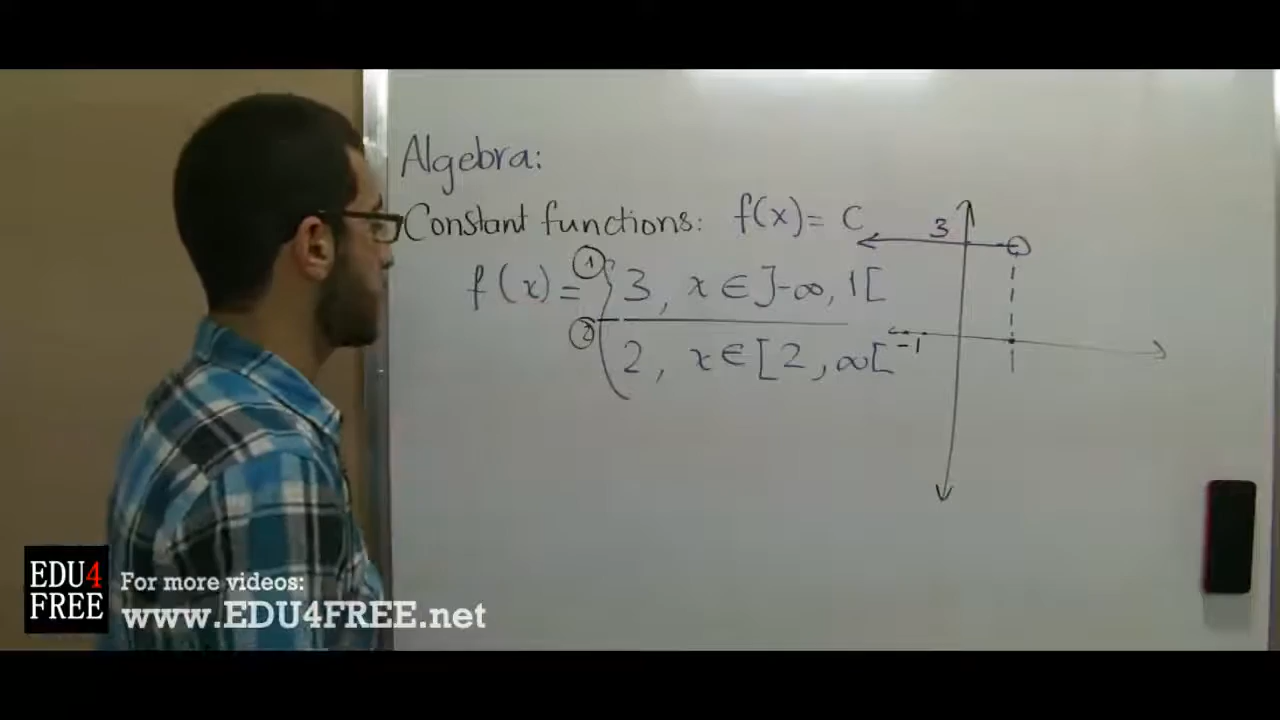 Algebra:
Constant functions: f(x) = C
f(x) = { ① 3, x ∈ ]-∞, 1[
② 2, x ∈ [2, ∞[
3
-1
EDU4
FREE
For more videos:
www.EDU4FREE.net